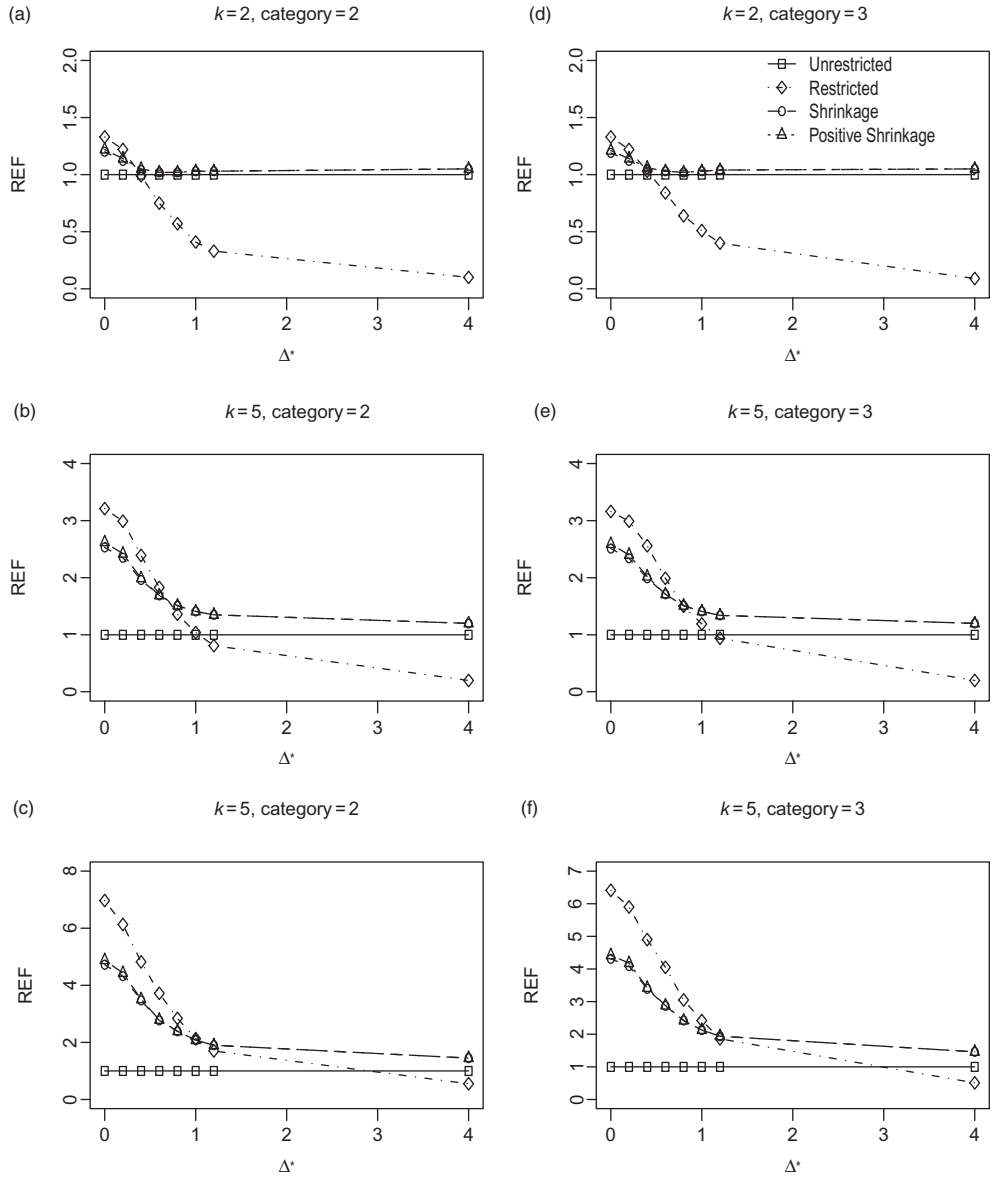 (a)
k=2, category=2
REF
2.0
1.5
1.0
0.5
0.0
0 1 2 3 4
Δ*
(d)
k=2, category=3
REF
2.0
1.5
1.0
0.5
0.0
Unrestricted
Restricted
Shrinkage
Positive Shrinkage
0 1 2 3 4
Δ*
(b)
k=5, category=2
REF
4
3
2
1
0
0 1 2 3 4
Δ*
(e)
k=5, category=3
REF
4
3
2
1
0
0 1 2 3 4
Δ*
(c)
k=5, category=2
REF
8
6
4
2
0
0 1 2 3 4
Δ*
(f)
k=5, category=3
REF
7
6
5
4
3
2
1
0
0 1 2 3 4
Δ*